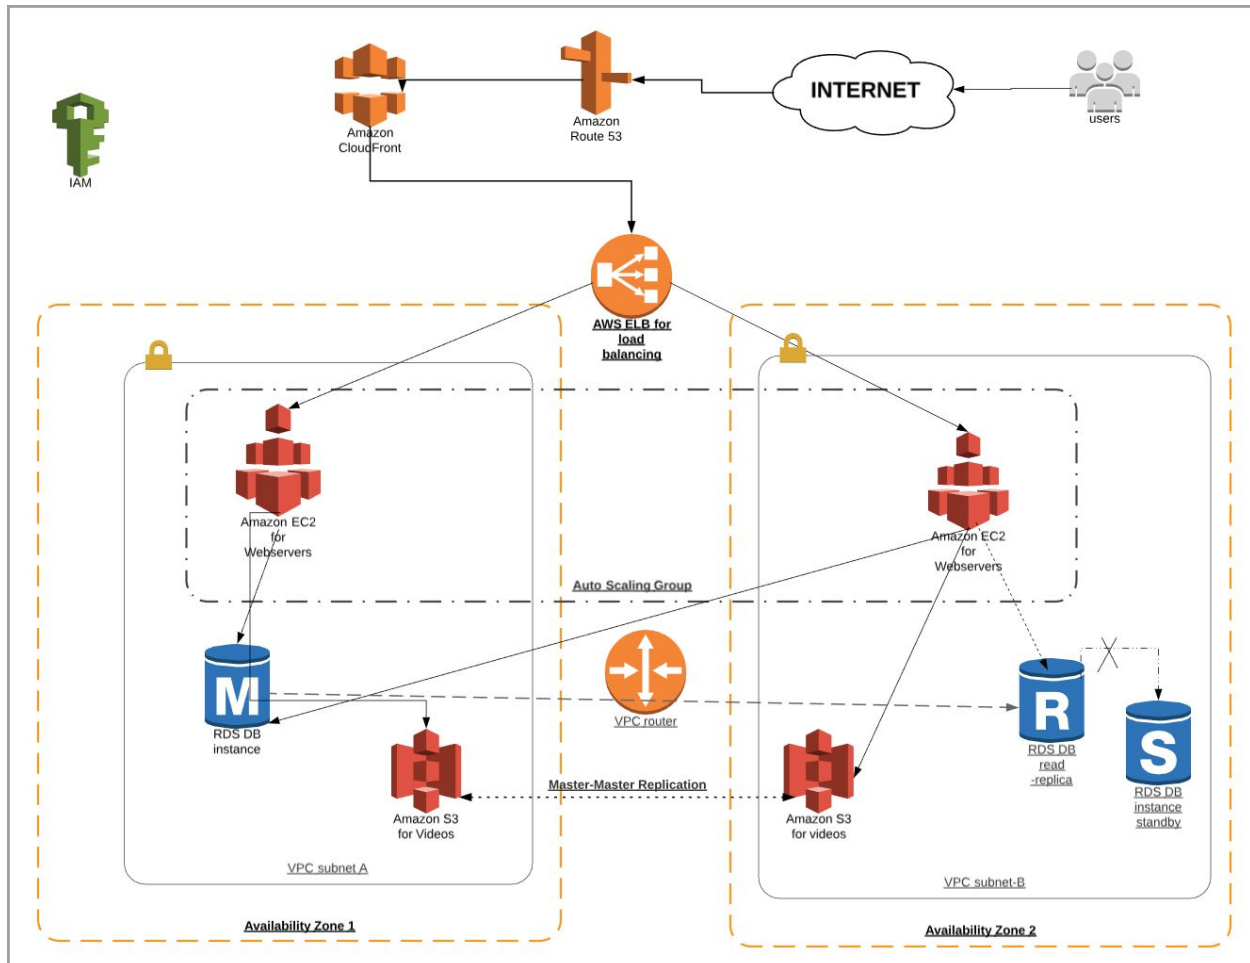 INTERNET
users
Amazon
Route 53
Amazon
CloudFront
IAM
AWS ELB for
load
balancing
Amazon EC2
for
Webservers
Amazon EC2
for
Webservers
Auto Scaling Group
M
RDS DB
instance
VPC router
R
RDS DB
read
-replica
S
RDS DB
instance
standby
Master-Master Replication
Amazon S3
for Videos
Amazon S3
for videos
VPC subnet A
VPC subnet-B
Availability Zone 1
Availability Zone 2